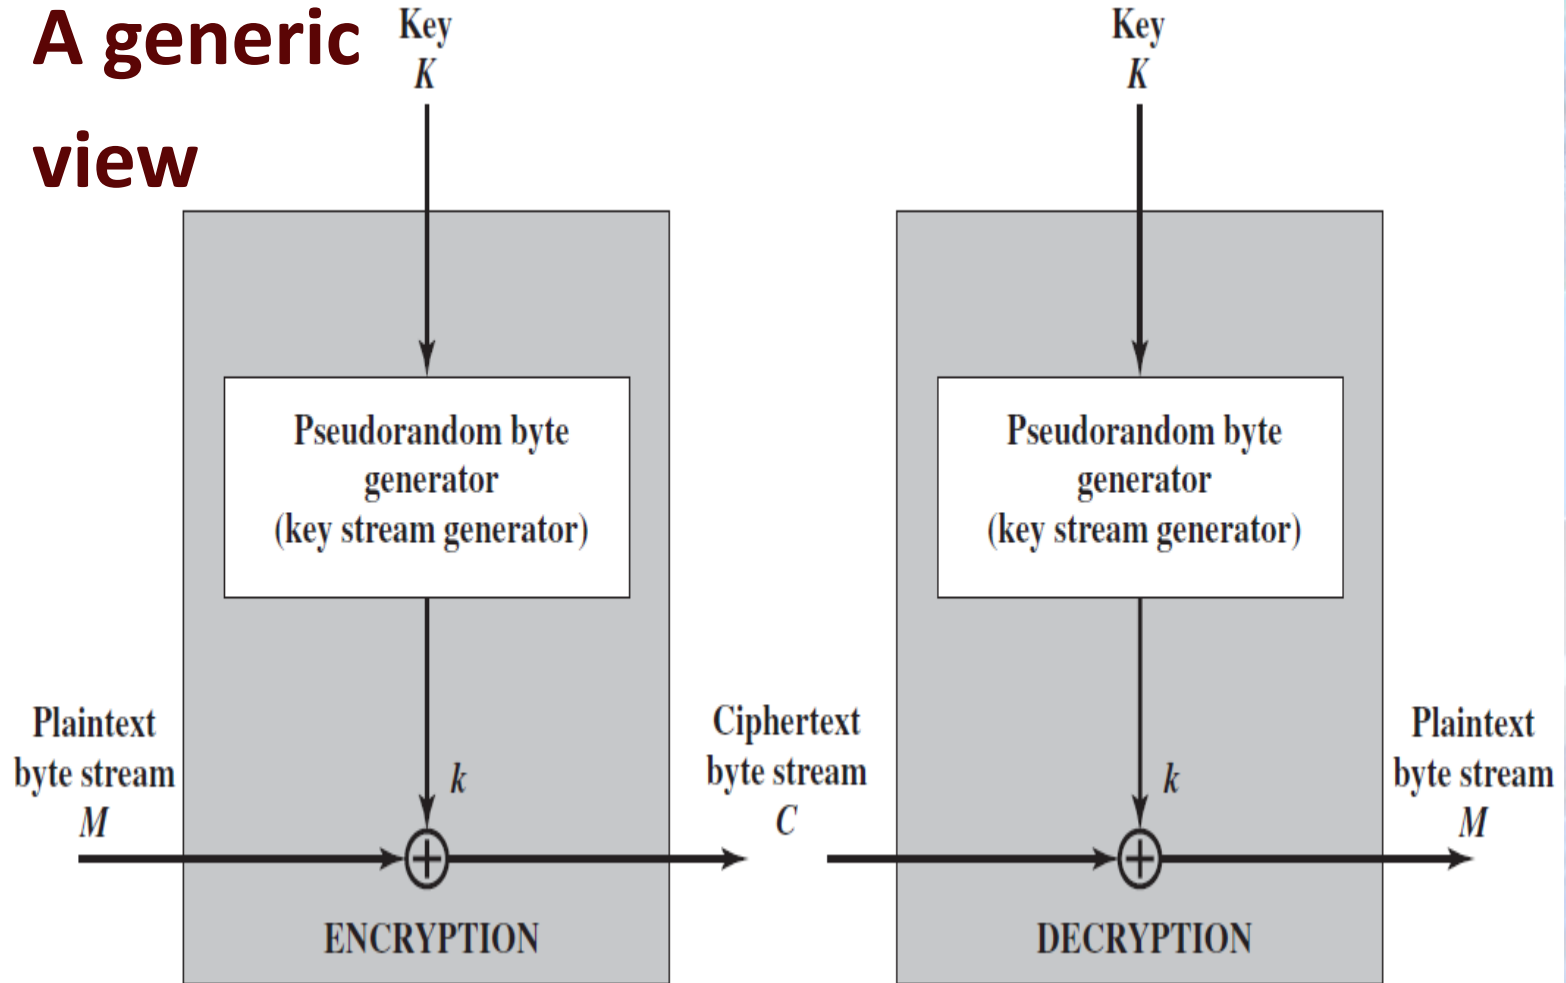 A generic
view
Key
K
Pseudorandom byte
generator
(key stream generator)
Plaintext
byte stream
M
k
ENCRYPTION
Ciphertext
byte stream
C
Key
K
Pseudorandom byte
generator
(key stream generator)
k
DECRYPTION
Plaintext
byte stream
M